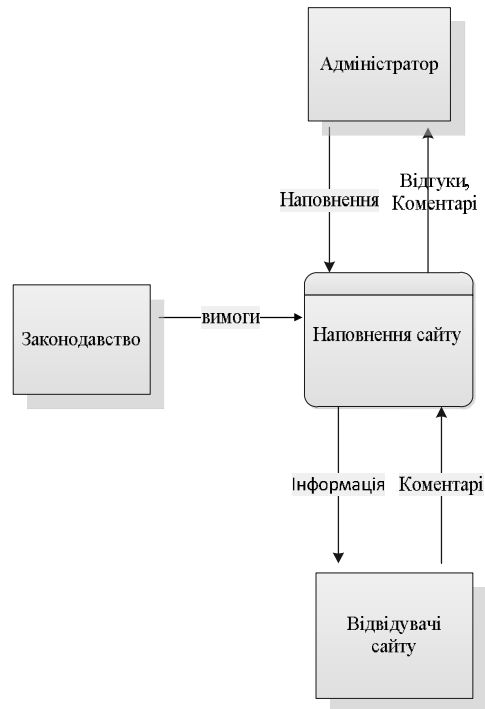 Адміністратор
Наповнення
Відгуки,
Коментарі
Законодавство
вимоги
Наповнення сайту
Інформація
Коментарі
Відвідувачі
сайту